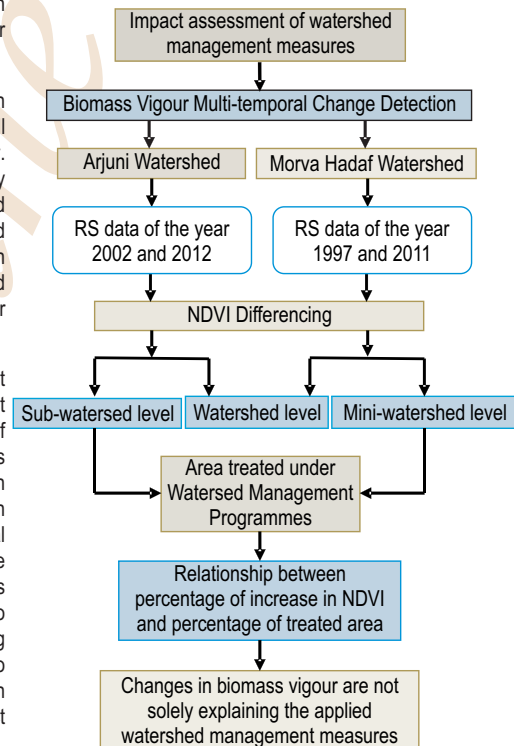 Impact assessment of watershed
management measures
Biomass Vigour Multi-temporal Change Detection
Arjuni Watershed
Morva Hadaf Watershed
RS data of the year
2002 and 2012
RS data of the year
1997 and 2011
NDVI Differencing
Sub-watersed level
Watershed level
Mini-watershed level
Area treated under
Watersed Management
Programmes
Relationship between
percentage of increase in NDVI
and percentage of treated area
Changes in biomass vigour are not
solely explaining the applied
watershed management measures